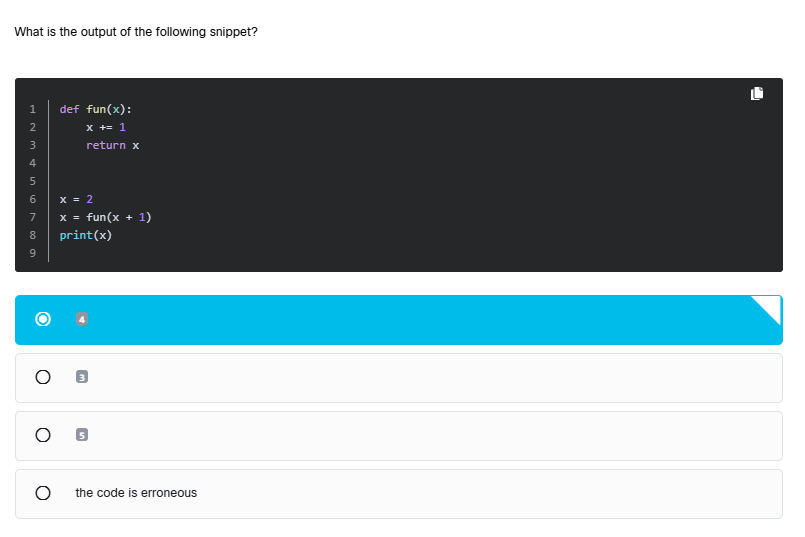 What is the output of the following snippet?
1 def fun(x):
2     x += 1
3     return x
4
5
6 x = 2
7 x = fun(x + 1)
8 print(x)
9
4
3
5
the code is erroneous